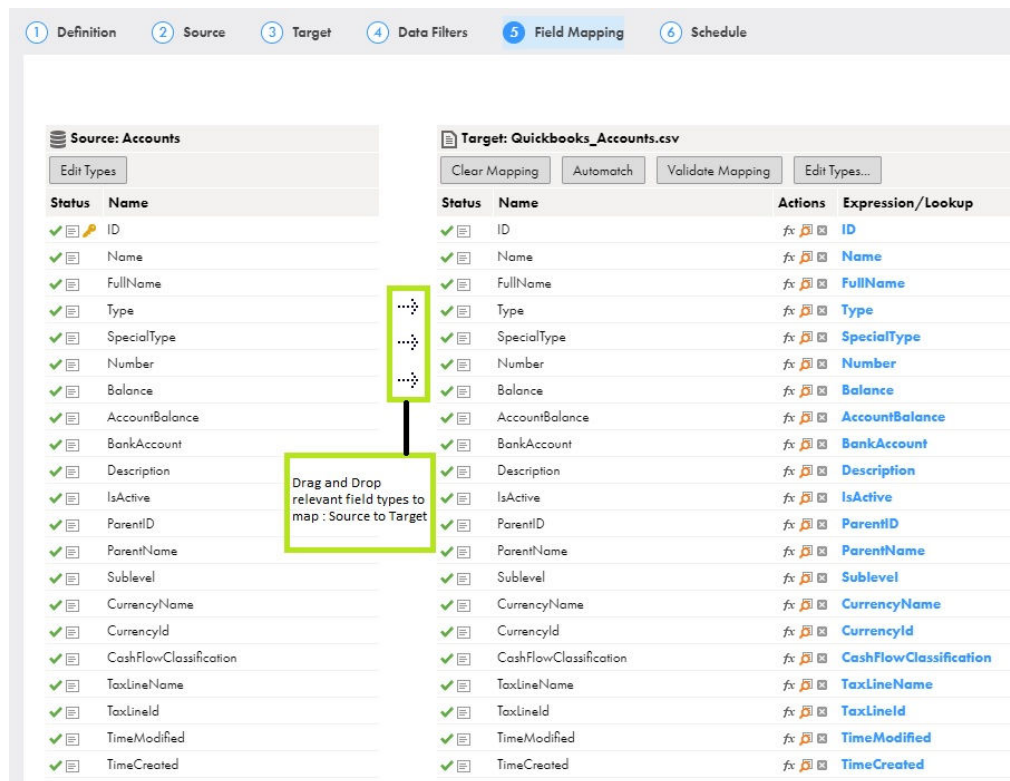 1 Definition 2 Source 3 Target 4 Data Filters 5 Field Mapping 6 Schedule
Source: Accounts
Edit Types
Status Name
ID
Name
FullName
Type
SpecialType
Number
Balance
AccountBalance
BankAccount
Description
IsActive
ParentID
ParentName
Sublevel
CurrencyName
CurrencyId
CashFlowClassification
TaxLineName
TaxLineId
TimeModified
TimeCreated
Drag and Drop
relevant field types to
map : Source to Target
Target: Quickbooks_Accounts.csv
Clear Mapping Automatch Validate Mapping Edit Types...
Status Name Actions Expression/Lookup
ID fx ID
Name fx Name
FullName fx FullName
Type fx Type
SpecialType fx SpecialType
Number fx Number
Balance fx Balance
AccountBalance fx AccountBalance
BankAccount fx BankAccount
Description fx Description
IsActive fx IsActive
ParentID fx ParentID
ParentName fx ParentName
Sublevel fx Sublevel
CurrencyName fx CurrencyName
CurrencyId fx CurrencyId
CashFlowClassification fx CashFlowClassification
TaxLineName fx TaxLineName
TaxLineId fx TaxLineId
TimeModified fx TimeModified
TimeCreated fx TimeCreated